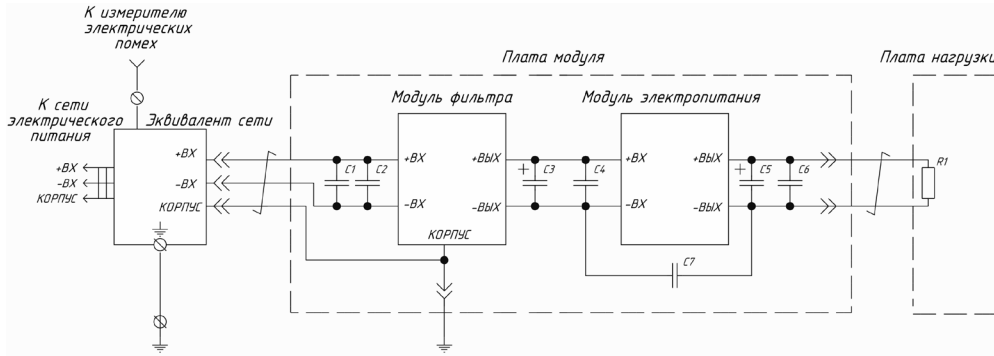 К измерителю
электрических
помех
Плата модуля
Плата нагрузки
К сети
электрического
питания
Эквивалент сети
Модуль фильтра
Модуль электропитания
+ВХ
-ВХ
КОРПУС
+ВХ
-ВХ
КОРПУС
C1
C2
+ВХ
-ВХ
+ВЫХ
-ВЫХ
КОРПУС
+
C3
C4
+ВХ
-ВХ
+ВЫХ
-ВЫХ
+
C5
C6
C7
R1